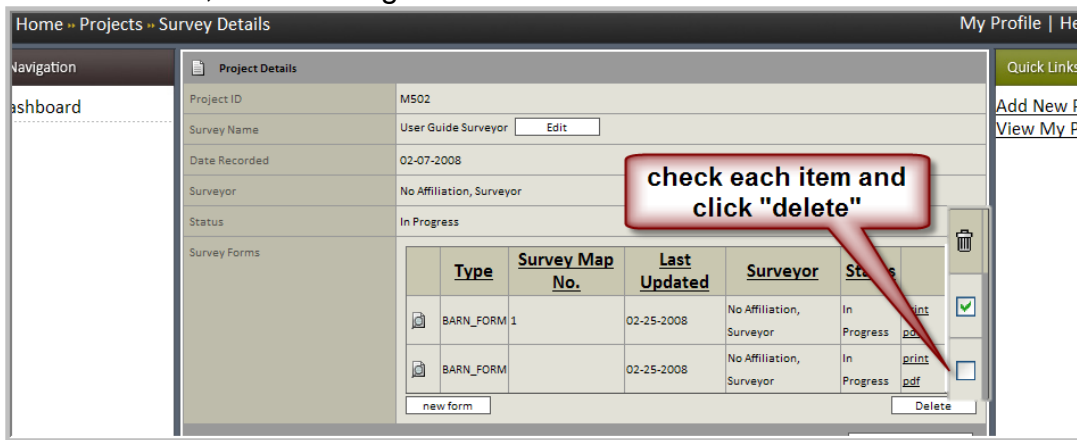 Home » Projects » Survey Details
My Profile | He
Navigation
Project Details
Quick Links
ashboard
Project ID
M502
Add New P
Survey Name
User Guide Surveyor
Edit
View My P
Date Recorded
02-07-2008
check each item and
click "delete"
Surveyor
No Affiliation, Surveyor
Status
In Progress
Survey Forms
Type
Survey Map
No.
Last
Updated
Surveyor
BARN_FORM
1
02-25-2008
No Affiliation,
Surveyor
In
Progress
BARN_FORM
02-25-2008
No Affiliation,
Surveyor
In
Progress
print
pdf
new form
Delete